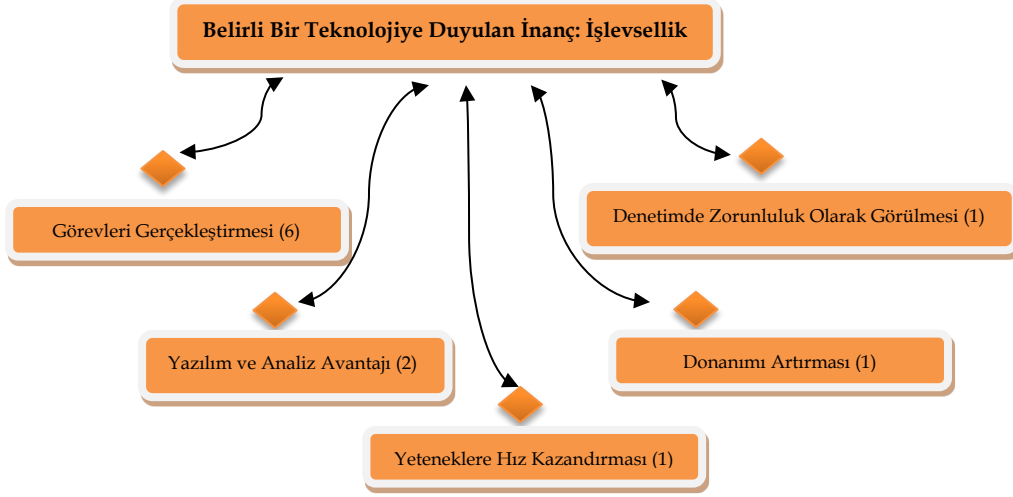 Belirli Bir Teknolojiye Duyulan İnanç: İşlevsellik
Görevleri Gerçekleştirmesi (6)
Denetimde Zorunluluk Olarak Görülmesi (1)
Yazılım ve Analiz Avantajı (2)
Donanımı Artırması (1)
Yeteneklere Hız Kazandırması (1)